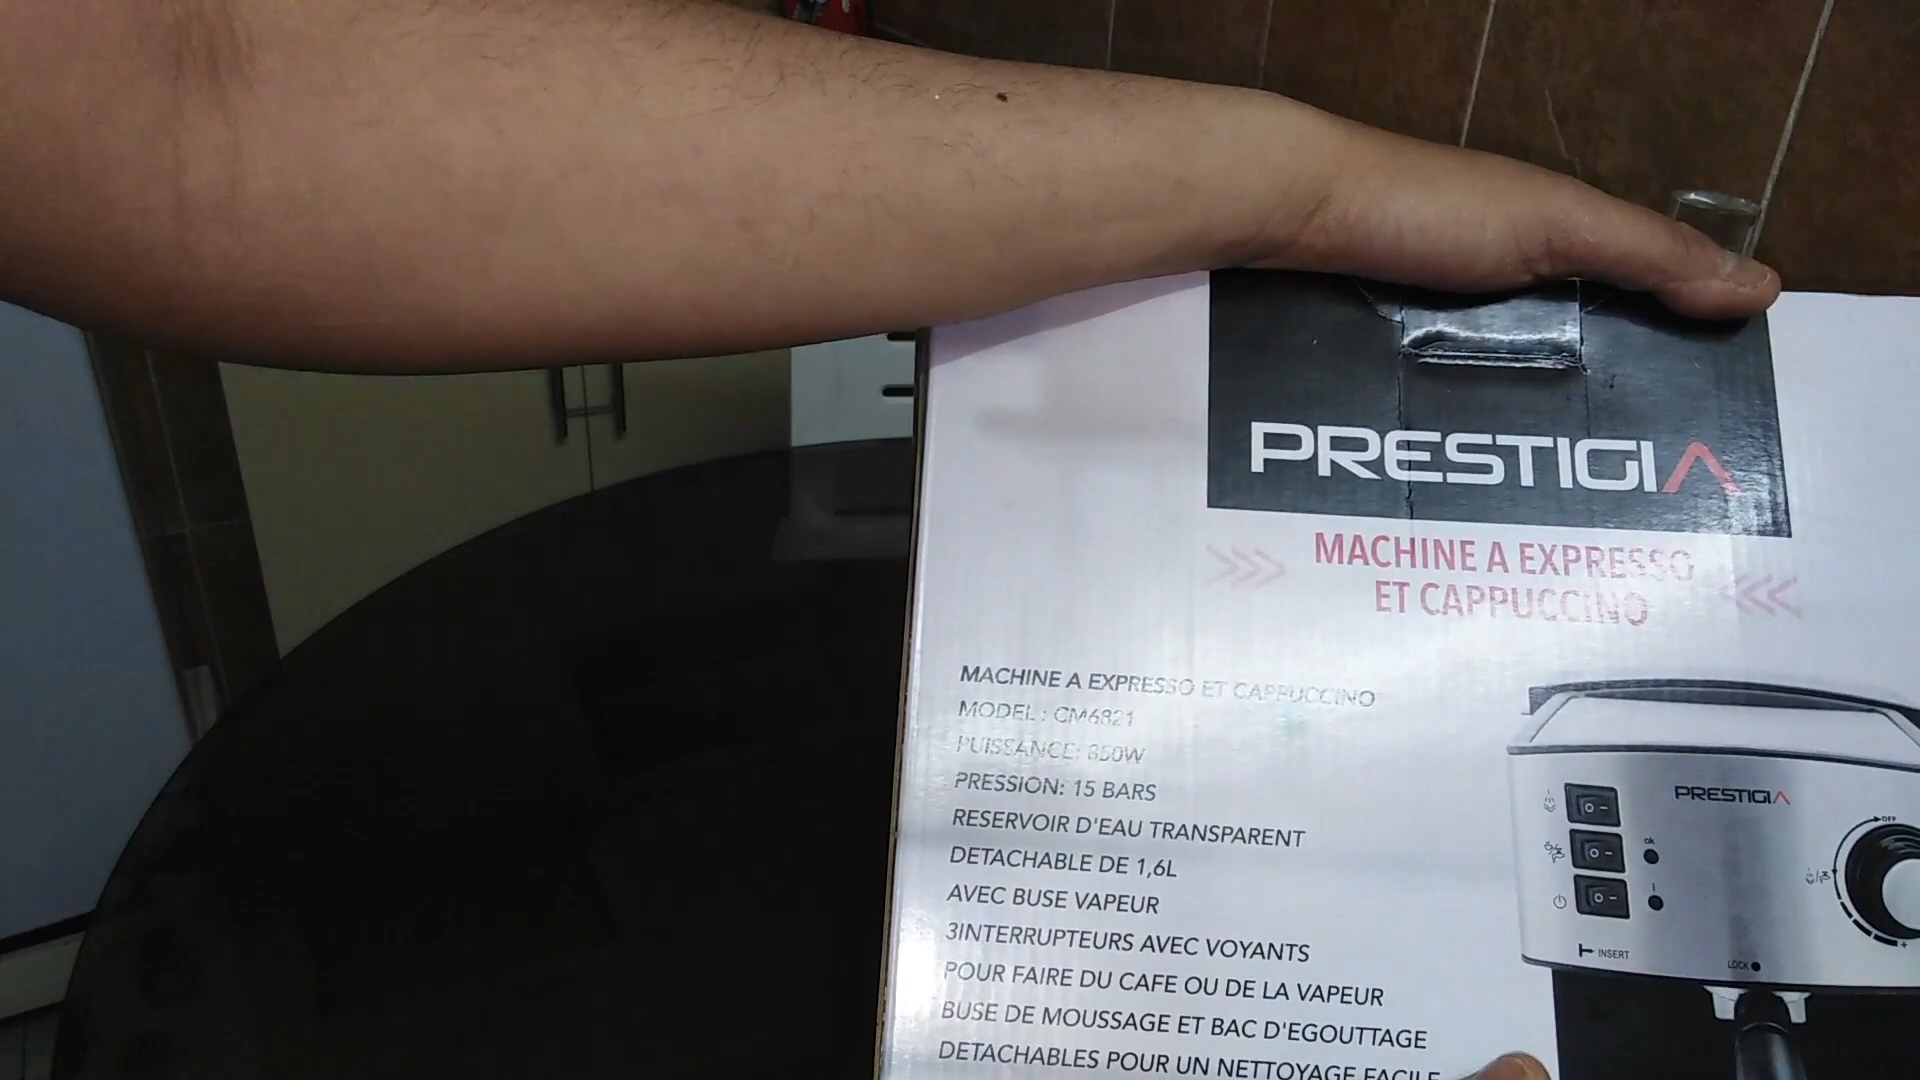 PRESTIGIA
MACHINE A EXPRESSO
ET CAPPUCCINO
MACHINE A EXPRESSO ET CAPPUCCINO
MODEL : CM6821
PUISSANCE: 850W
PRESSION: 15 BARS
RESERVOIR D'EAU TRANSPARENT
DETACHABLE DE 1,6L
AVEC BUSE VAPEUR
3INTERRUPTEURS AVEC VOYANTS
POUR FAIRE DU CAFE OU DE LA VAPEUR
BUSE DE MOUSSAGE ET BAC D'EGOUTTAGE
DETACHABLES POUR UN NETTOYAGE FACILE
PRESTIGIA
OFF
ok
INSERT
LOCK